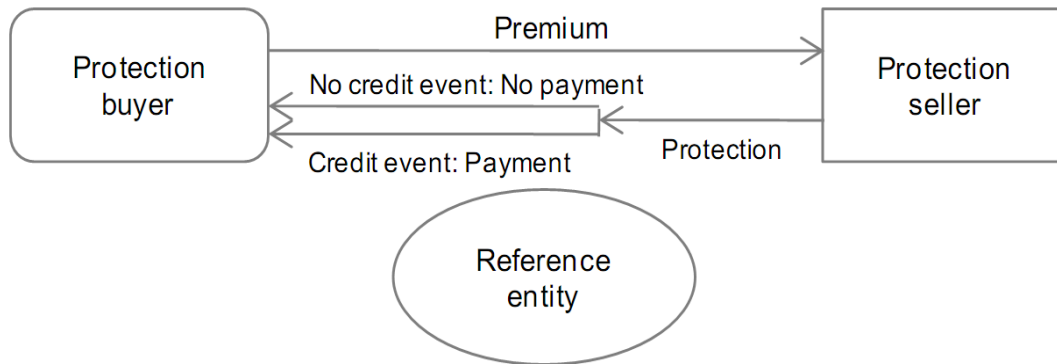 Premium
Protection
buyer
No credit event: No payment
Protection
seller
Protection
Credit event: Payment
Reference
entity